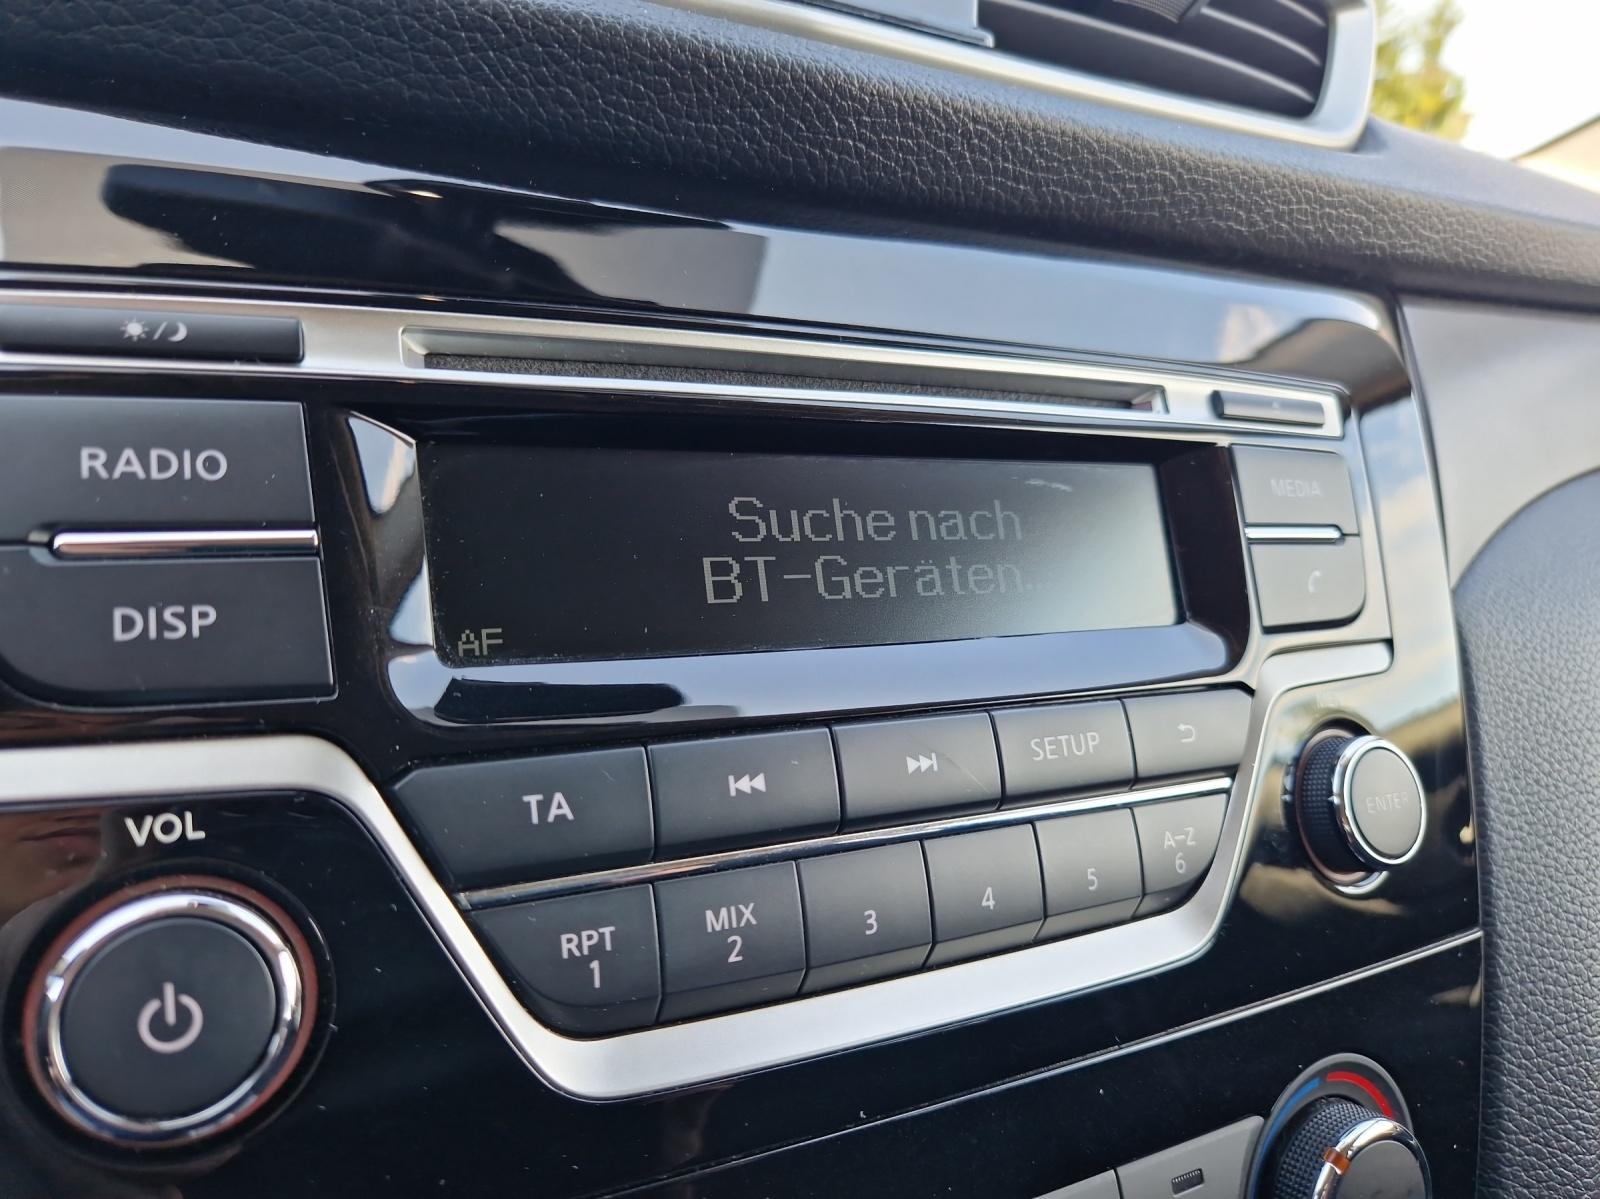 RADIO
MEDIA
Suche nach
BT-Geräten...
DISP
AF
TA
SETUP
VOL
ENTER
RPT
1
MIX
2
3
4
5
A-Z
6